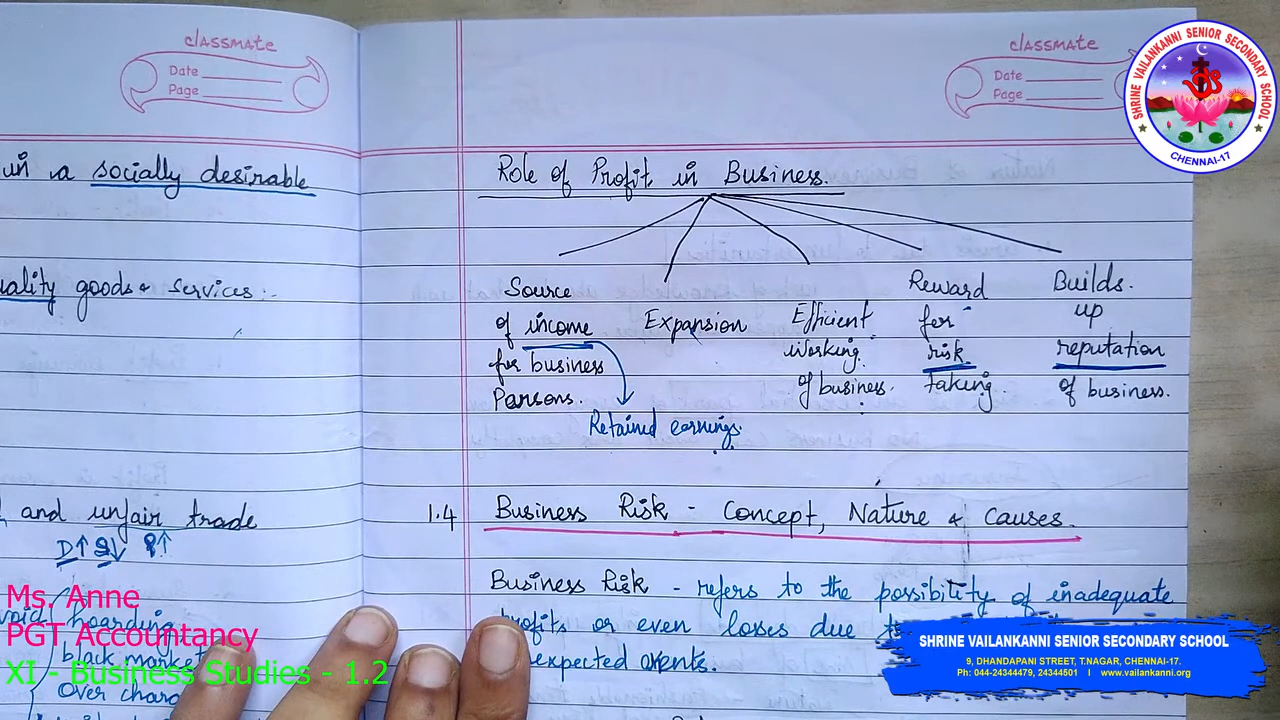 classmate
Date
Page
in a socially desirable
uality goods & services:-
and unfair trade
D↑ S↓ P↑
hoarding
black market
over char
classmate
Date
Page
Role of Profit in Business.
Source of income for business Persons.
Retained earnings.
Expansion
Efficient working of business.
Reward for risk taking.
Builds up reputation of business.
1.4 Business Risk - Concept, Nature & Causes.
Business Risk - refers to the possibility of inadequate
profits or even losses due
expected events.
Ms. Anne
PGT Accountancy
XI - Business Studies - 1.2
SHRINE VAILANKANNI SENIOR SECONDARY SCHOOL
CHENNAI-17
SHRINE VAILANKANNI SENIOR SECONDARY SCHOOL
9, DHANDAPANI STREET, T.NAGAR, CHENNAI-17.
Ph: 044-24344479, 24344501 | www.vailankanni.org